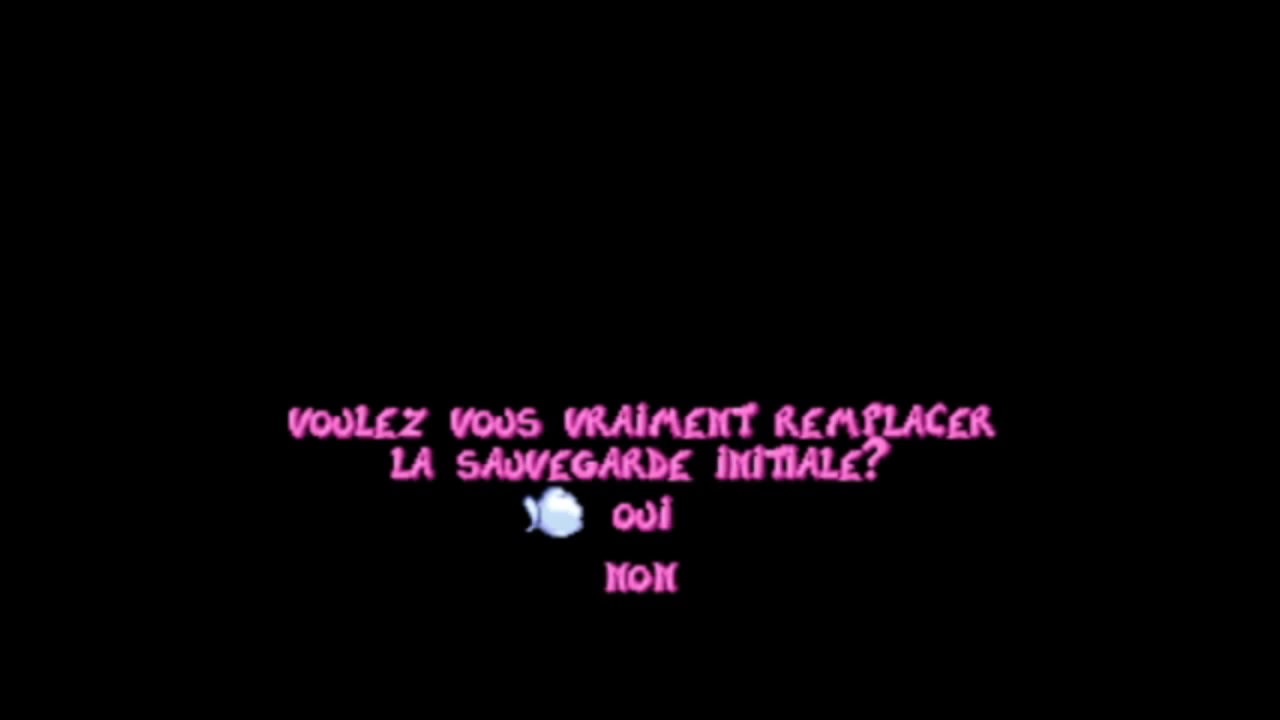 VOULEZ VOUS VRAIMENT REMPLACER
LA SAUVEGARDE INITIALE?
OUI
NON